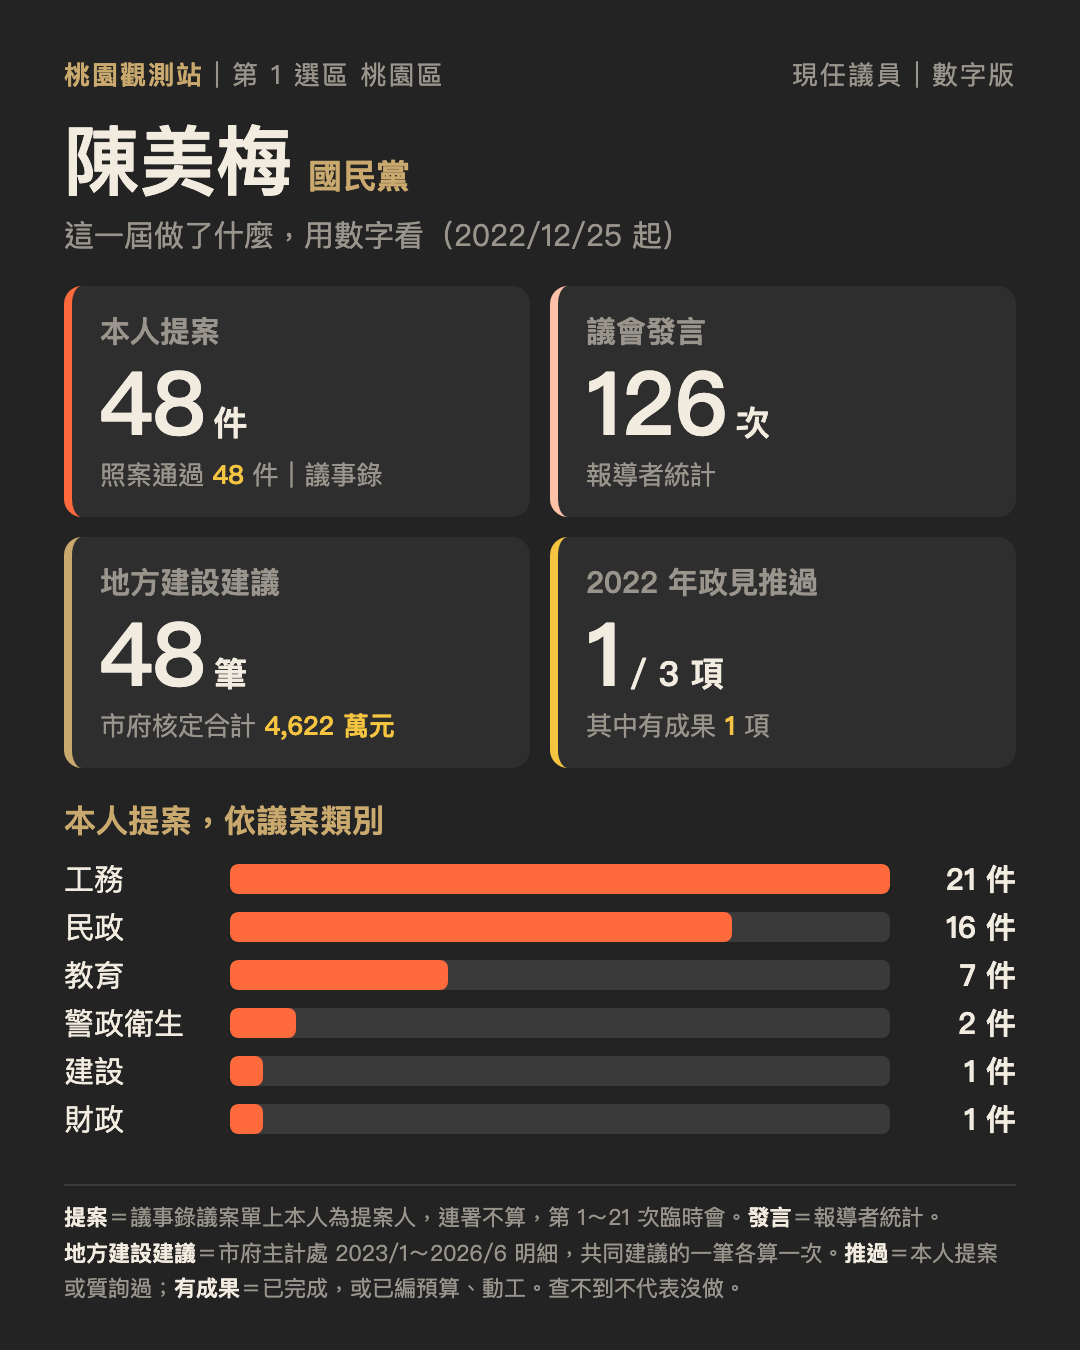 桃園觀測站｜第 1 選區 桃園區
現任議員｜數字版
陳美梅 國民黨
這一屆做了什麼，用數字看（2022/12/25 起）
本人提案
48 件
照案通過 48 件｜議事錄
議會發言
126 次
報導者統計
地方建設建議
48 筆
市府核定合計 4,622 萬元
2022 年政見推過
1 / 3 項
其中有成果 1 項
本人提案，依議案類別
工務 21 件
民政 16 件
教育 7 件
警政衛生 2 件
建設 1 件
財政 1 件
提案＝議事錄議案單上本人為提案人，連署不算，第 1～21 次臨時會。發言＝報導者統計。
地方建設建議＝市府主計處 2023/1～2026/6 明細，共同建議的一筆各算一次。推過＝本人提案
或質詢過；有成果＝已完成，或已編預算、動工。查不到不代表沒做。